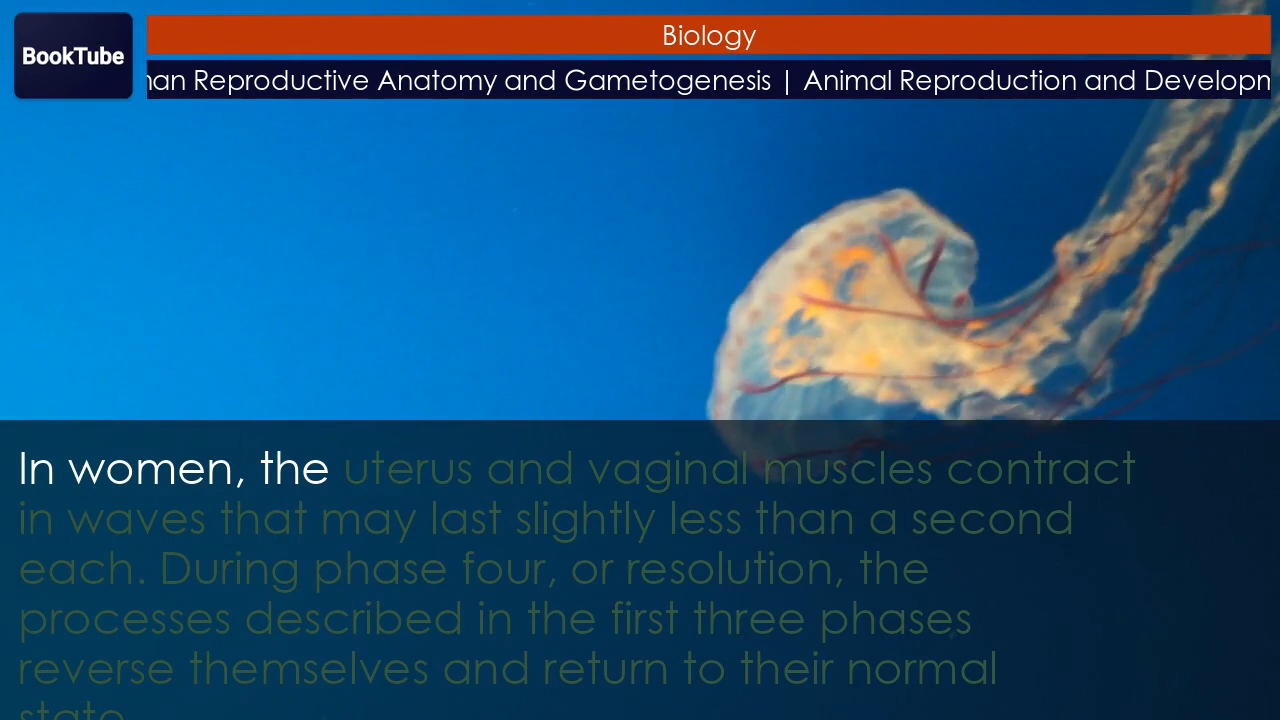 BookTube
Biology
nan Reproductive Anatomy and Gametogenesis | Animal Reproduction and Developn
In women, the uterus and vaginal muscles contract
in waves that may last slightly less than a second
each. During phase four, or resolution, the
processes described in the first three phases
reverse themselves and return to their normal
state.